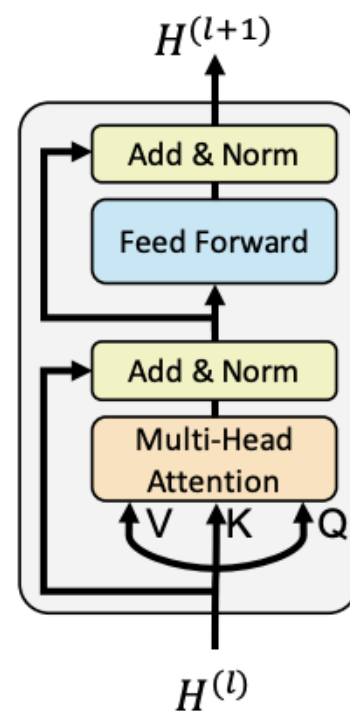 H^{(l+1)}
Add & Norm
Feed Forward
Add & Norm
Multi-Head
Attention
V K Q
H^{(l)}